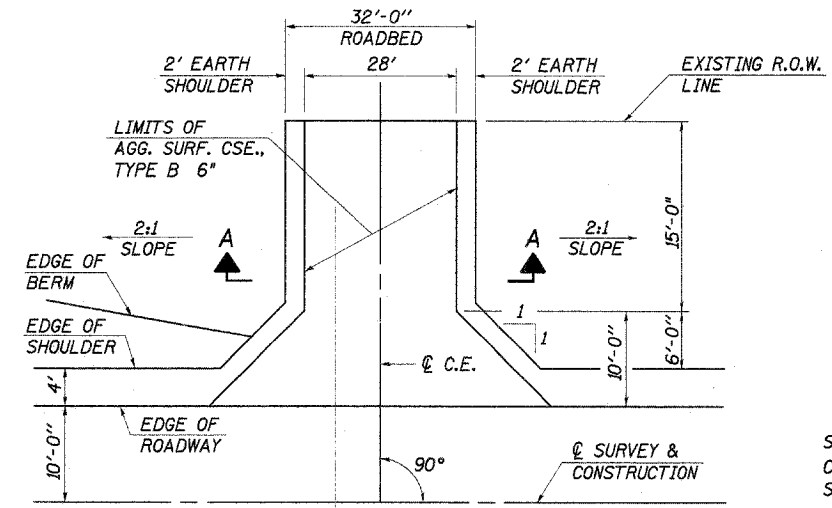 32'-0"
ROADBED
2' EARTH
SHOULDER
28'
2' EARTH
SHOULDER
EXISTING R.O.W.
LINE
LIMITS OF
AGG. SURF. CSE.,
TYPE B 6"
2:1
SLOPE
A
A
2:1
SLOPE
15'-0"
EDGE OF
BERM
EDGE OF
SHOULDER
1
1
10'-0"
6'-0"
℄ C.E.
4'
EDGE OF
ROADWAY
10'-0"
90°
℄ SURVEY &
CONSTRUCTION
S
C
S